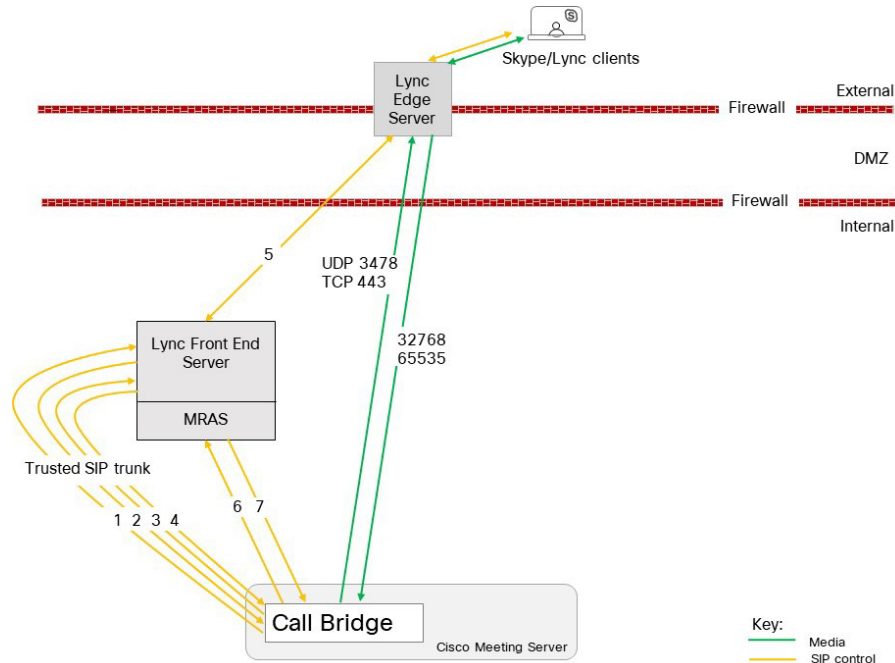 S
Skype/Lync clients
Lync
Edge
Server
External
Firewall
DMZ
Firewall
Internal
5
UDP 3478
TCP 443
32768
65535
Lync Front End
Server
MRAS
Trusted SIP trunk
6 7
1 2 3 4
Call Bridge
Cisco Meeting Server
Key:
Media
SIP control